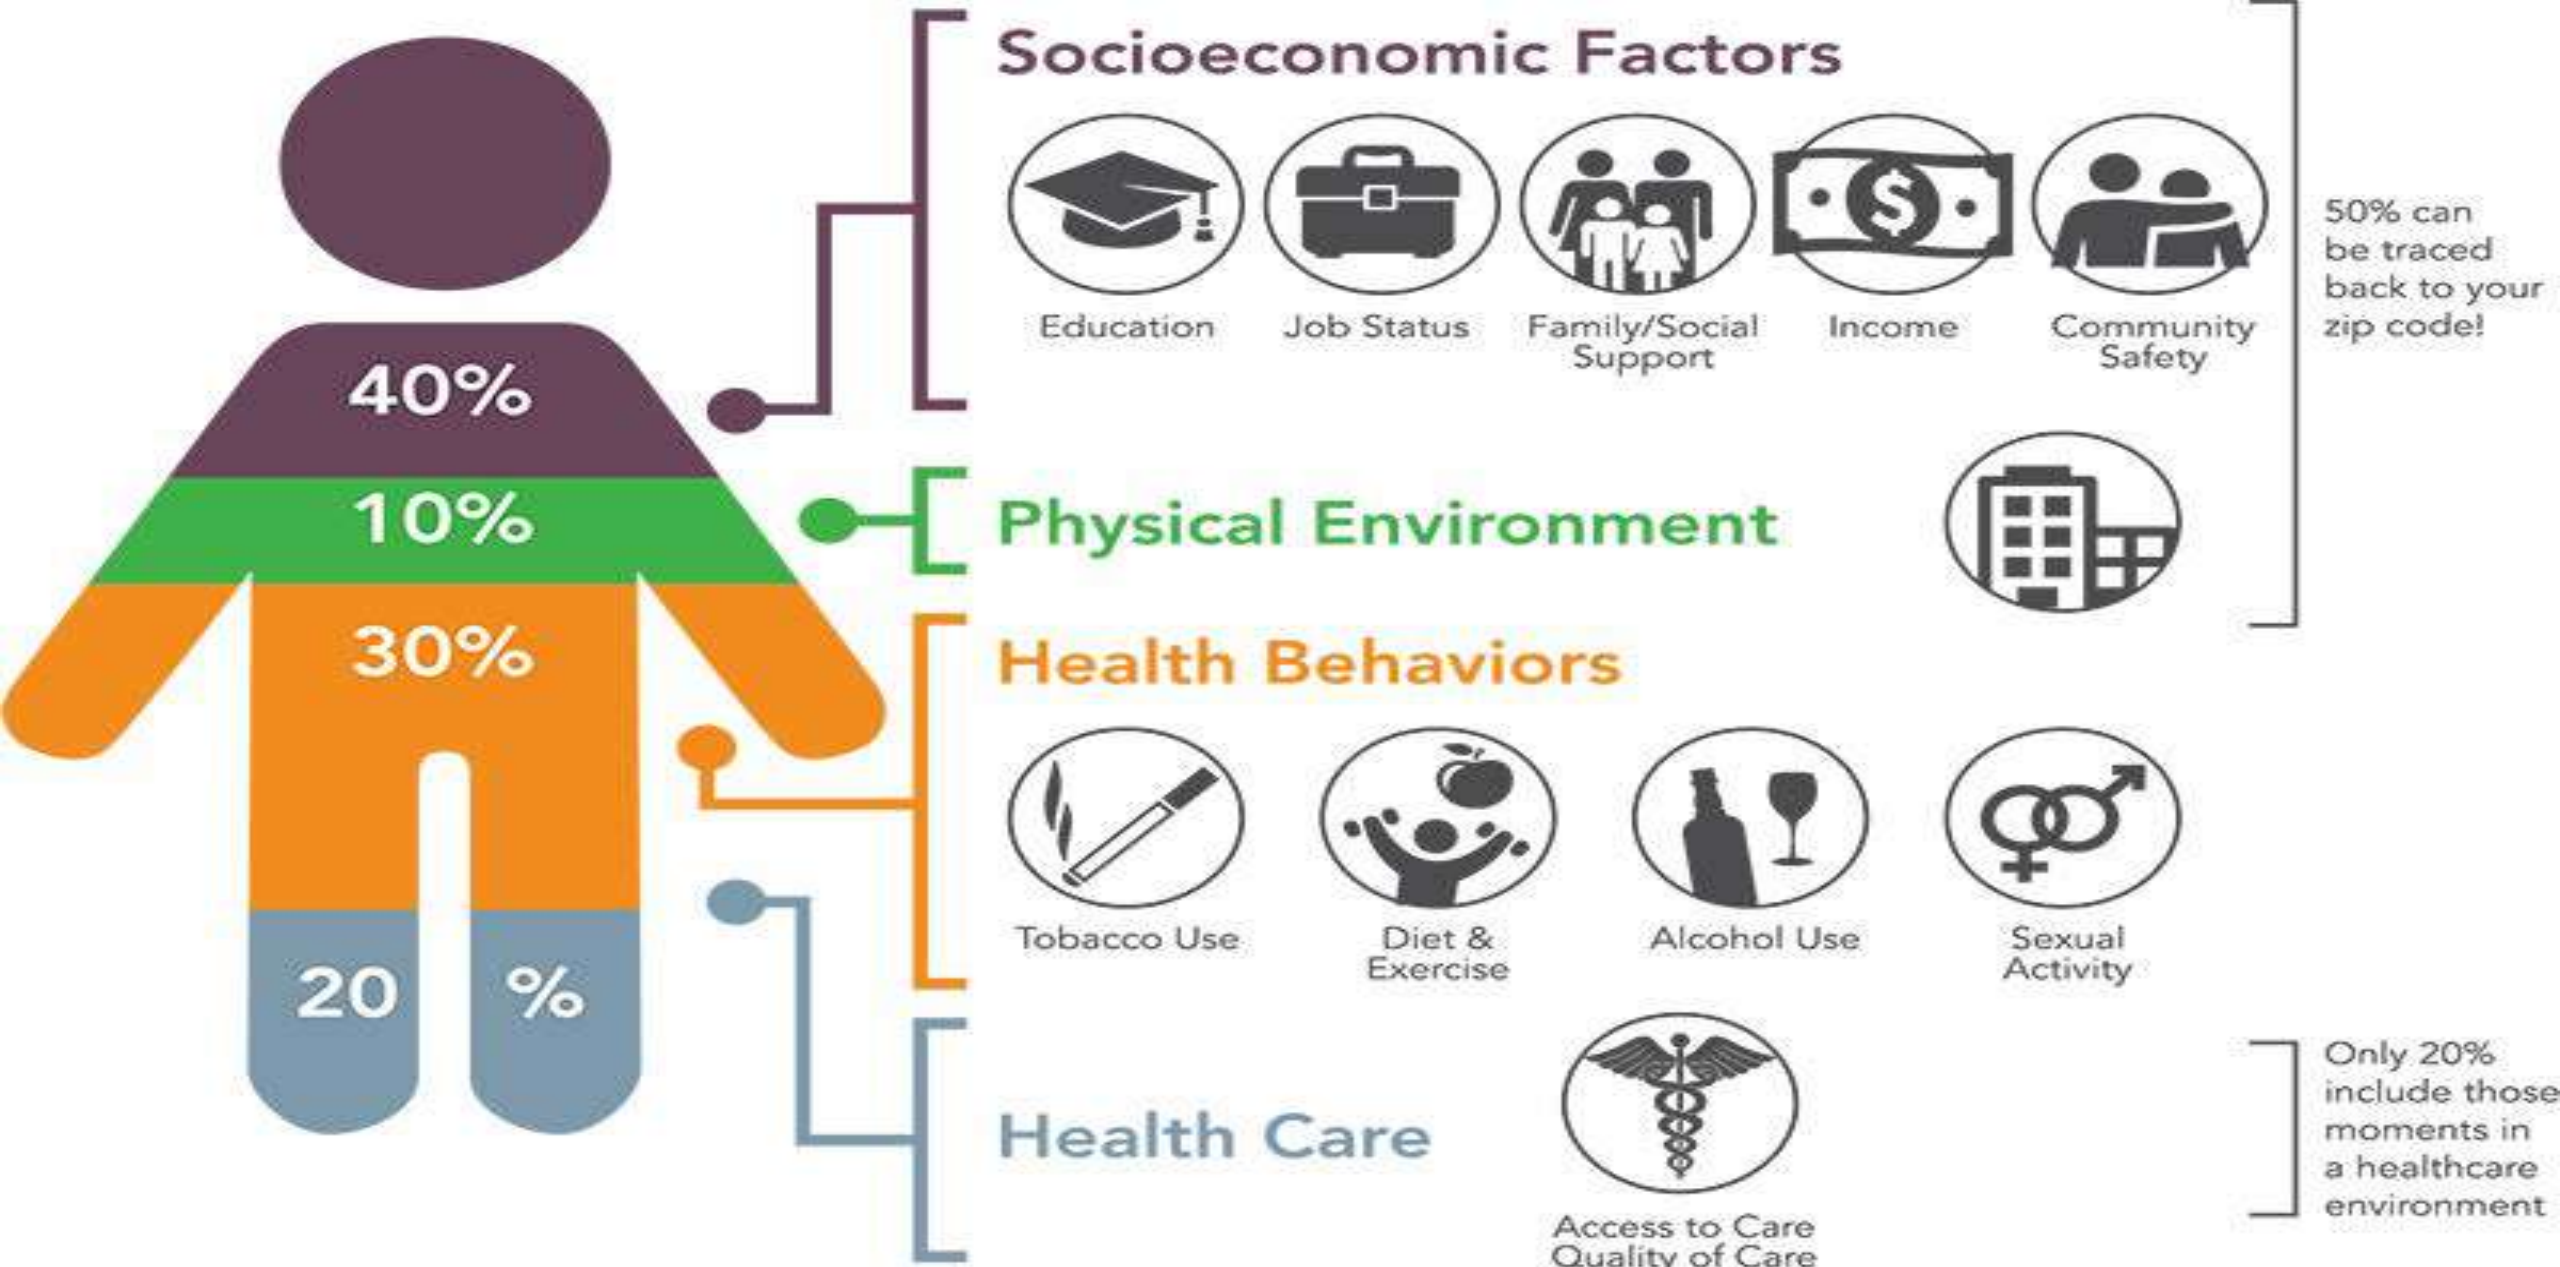 Socioeconomic Factors
Education
Job Status
Family/Social
Support
Income
Community
Safety
50% can
be traced
back to your
zip code!
40%
10%
Physical Environment
30%
Health Behaviors
Tobacco Use
Diet &
Exercise
Alcohol Use
Sexual
Activity
20 %
Health Care
Access to Care
Quality of Care
Only 20%
include those
moments in
a healthcare
environment